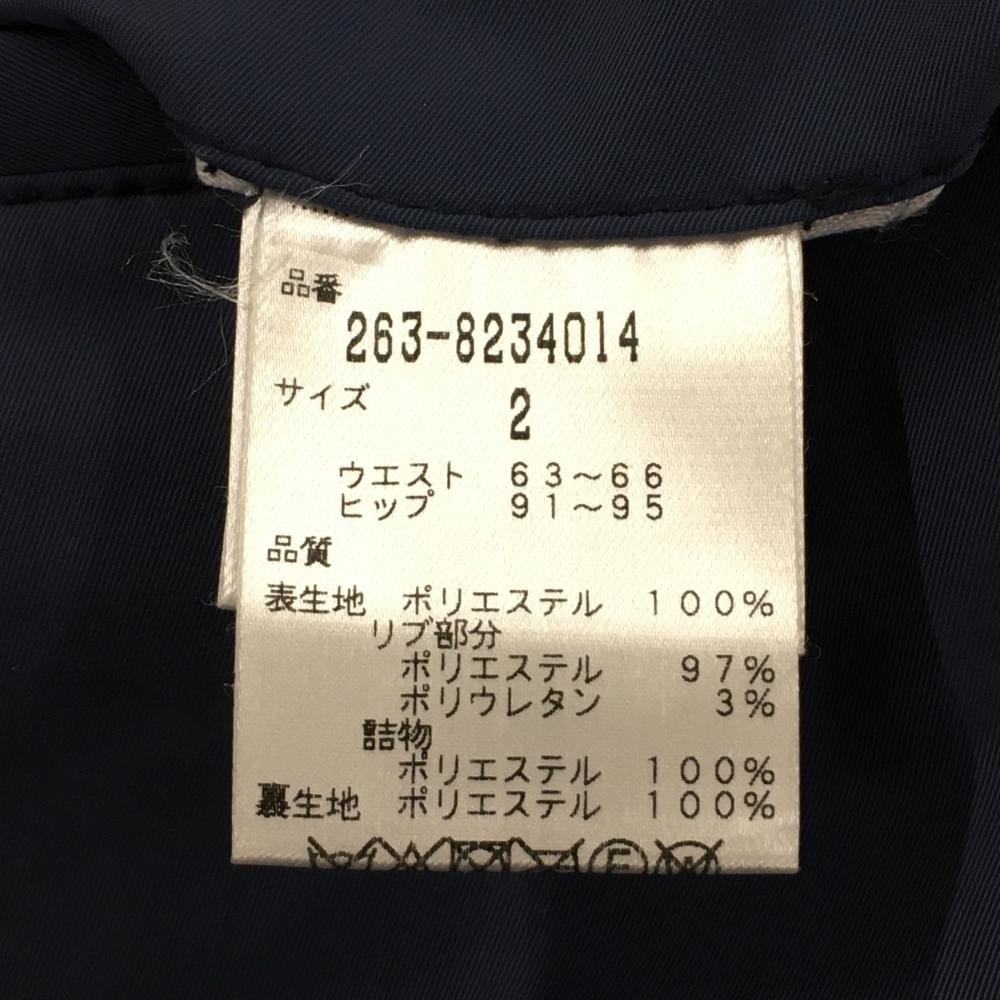 品番
263-8234014
サイズ 2
ウエスト 63～66
ヒップ 91～95
品質
表生地 ポリエステル 100%
リブ部分
ポリエステル 97%
ポリウレタン 3%
詰物
ポリエステル 100%
裏生地 ポリエステル 100%